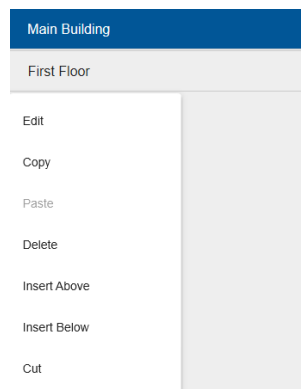 Main Building
First Floor
Edit
Copy
Paste
Delete
Insert Above
Insert Below
Cut